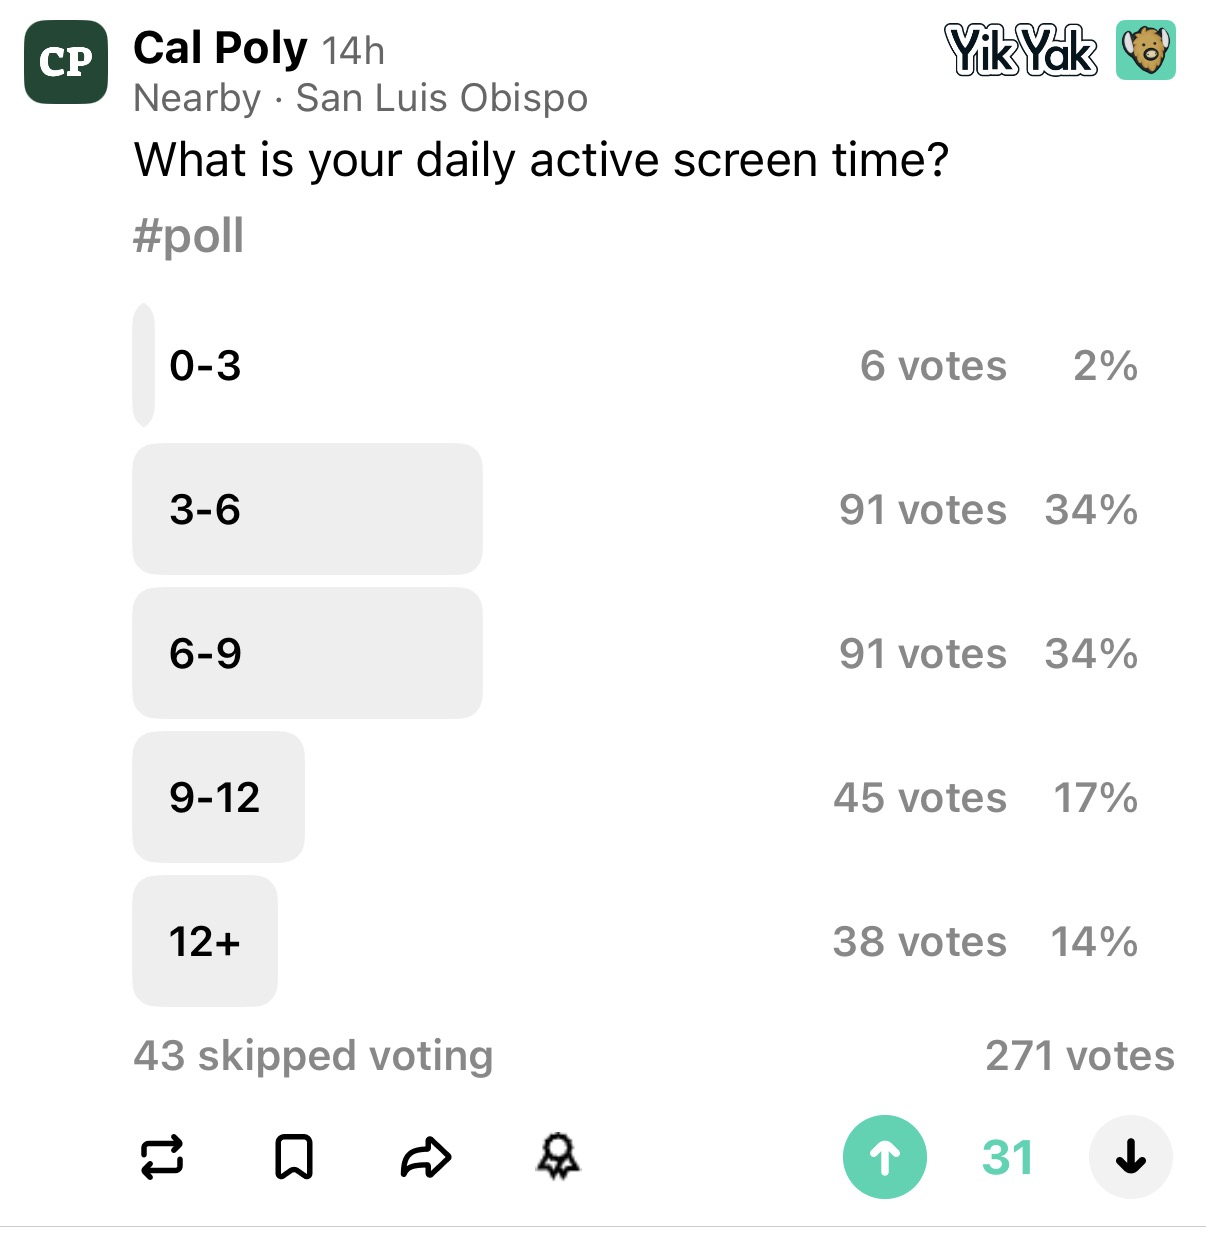 CP
Cal Poly 14h
YikYak
Nearby · San Luis Obispo
What is your daily active screen time?
#poll
0-3 6 votes 2%
3-6 91 votes 34%
6-9 91 votes 34%
9-12 45 votes 17%
12+ 38 votes 14%
43 skipped voting 271 votes
31